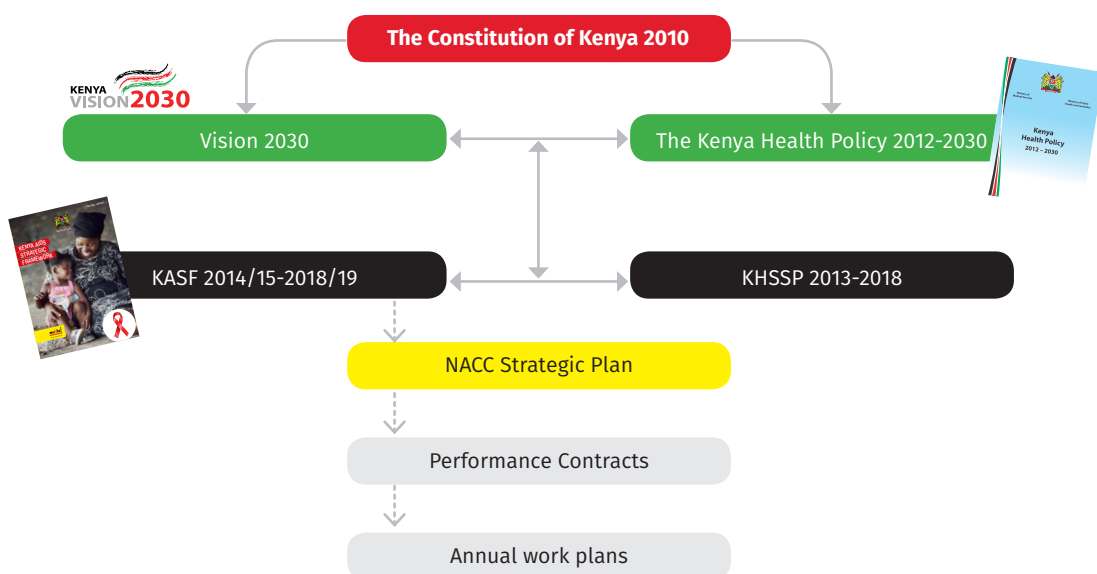 The Constitution of Kenya 2010
KENYA
VISION2030
Vision 2030
The Kenya Health Policy 2012-2030
Kenya
Health Policy
2012 – 2030
KENYA AIDS
STRATEGIC
FRAMEWORK
KASF 2014/15-2018/19
KHSSP 2013-2018
NACC Strategic Plan
Performance Contracts
Annual work plans